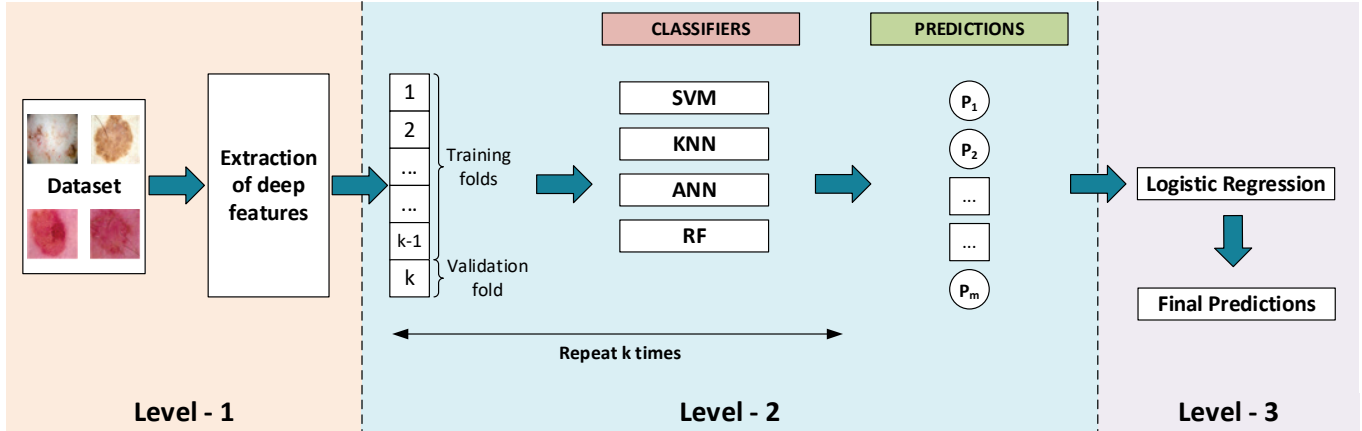 Dataset
Extraction
of deep
features
1
2
...
...
k-1
k
Training
folds
Validation
fold
CLASSIFIERS
SVM
KNN
ANN
RF
Repeat k times
PREDICTIONS
P1
P2
...
...
Pm
Logistic Regression
Final Predictions
Level - 1
Level - 2
Level - 3